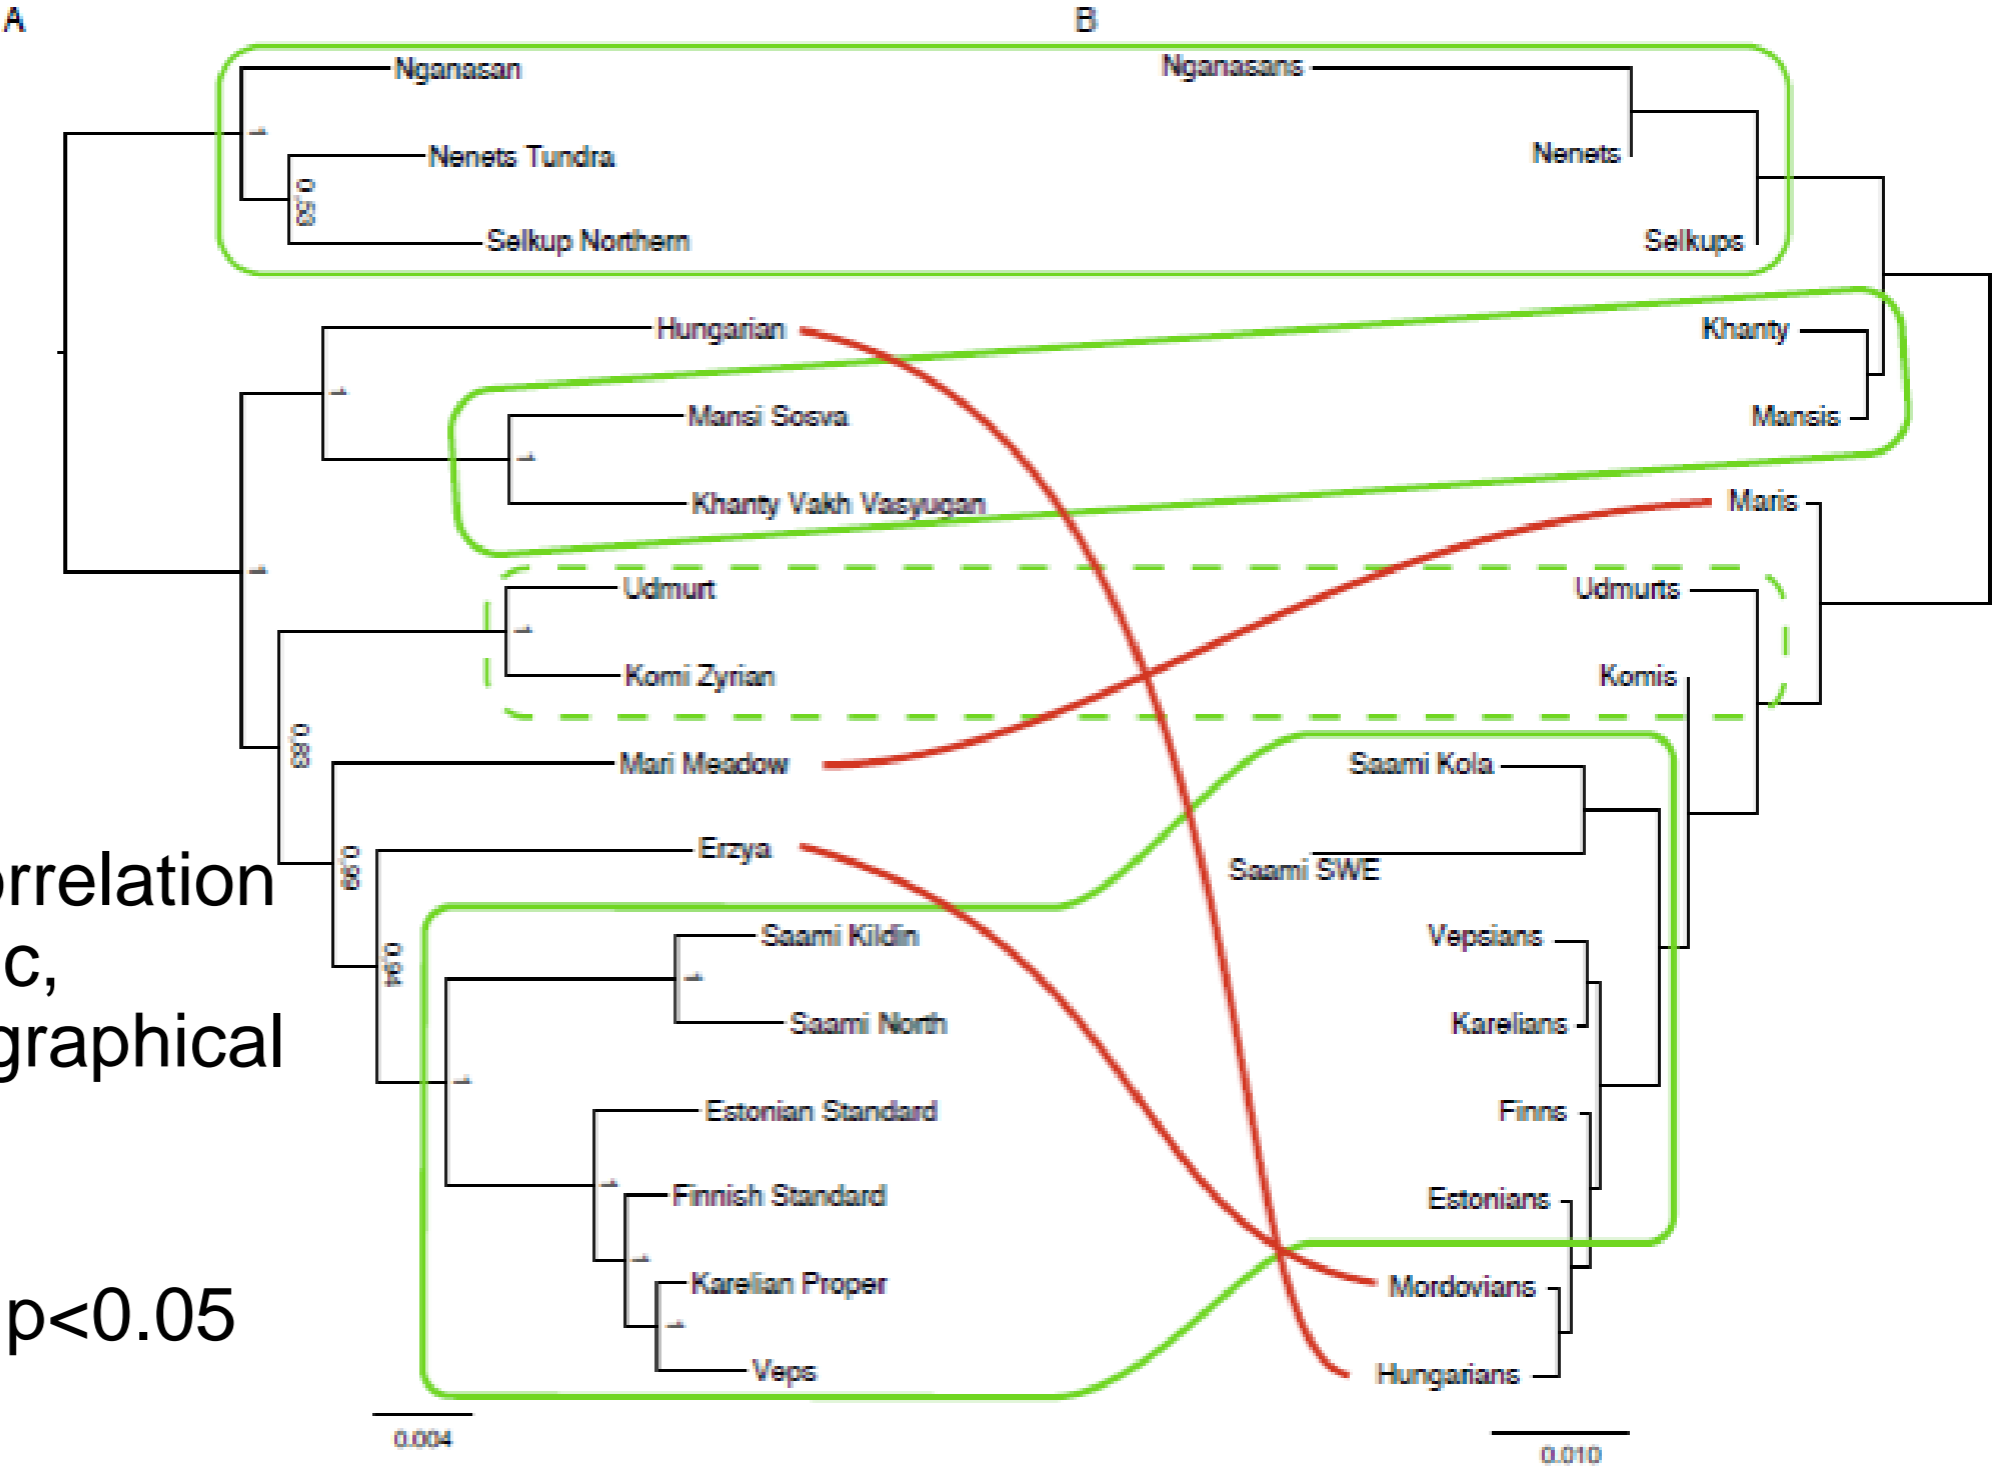 A
B
Nganasan
Nenets Tundra
Selkup Northern
Hungarian
Mansi Sosva
Khanty Vakh Vasyugan
Udmurt
Komi Zyrian
Mari Meadow
Erzya
Saami Kildin
Saami North
Estonian Standard
Finnish Standard
Karelian Proper
Veps
1
0.53
1
1
1
1
0.83
0.99
0.94
1
1
1
1
1
0.004
Nganasans
Nenets
Selkups
Khanty
Mansis
Maris
Udmurts
Komis
Saami Kola
Saami SWE
Vepsians
Karelians
Finns
Estonians
Mordovians
Hungarians
0.010
orrelation
c,
graphical
p<0.05